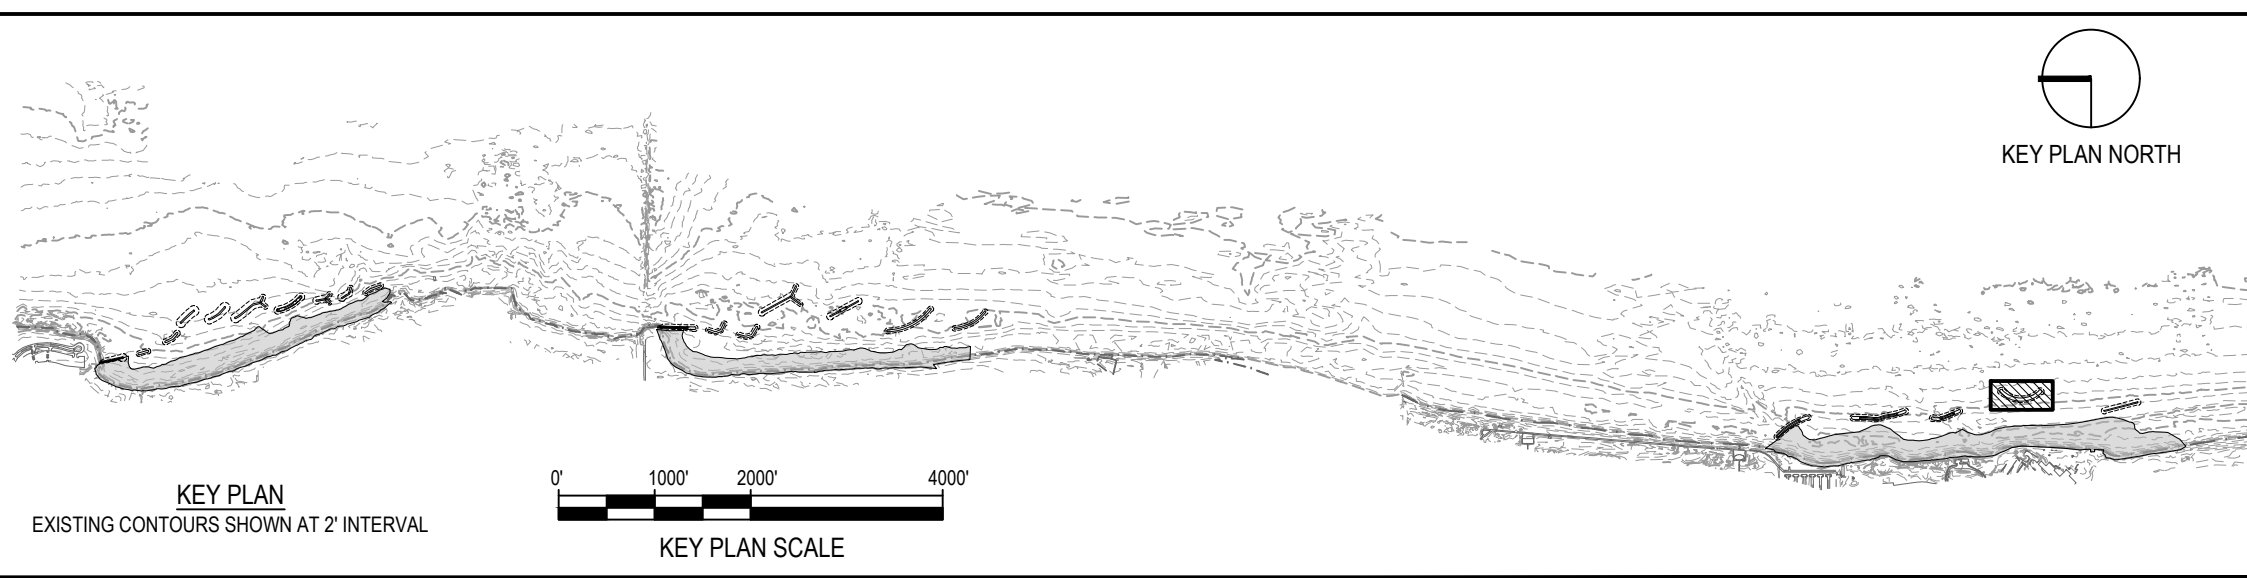 KEY PLAN NORTH
KEY PLAN
EXISTING CONTOURS SHOWN AT 2' INTERVAL
0' 1000' 2000' 4000'
KEY PLAN SCALE